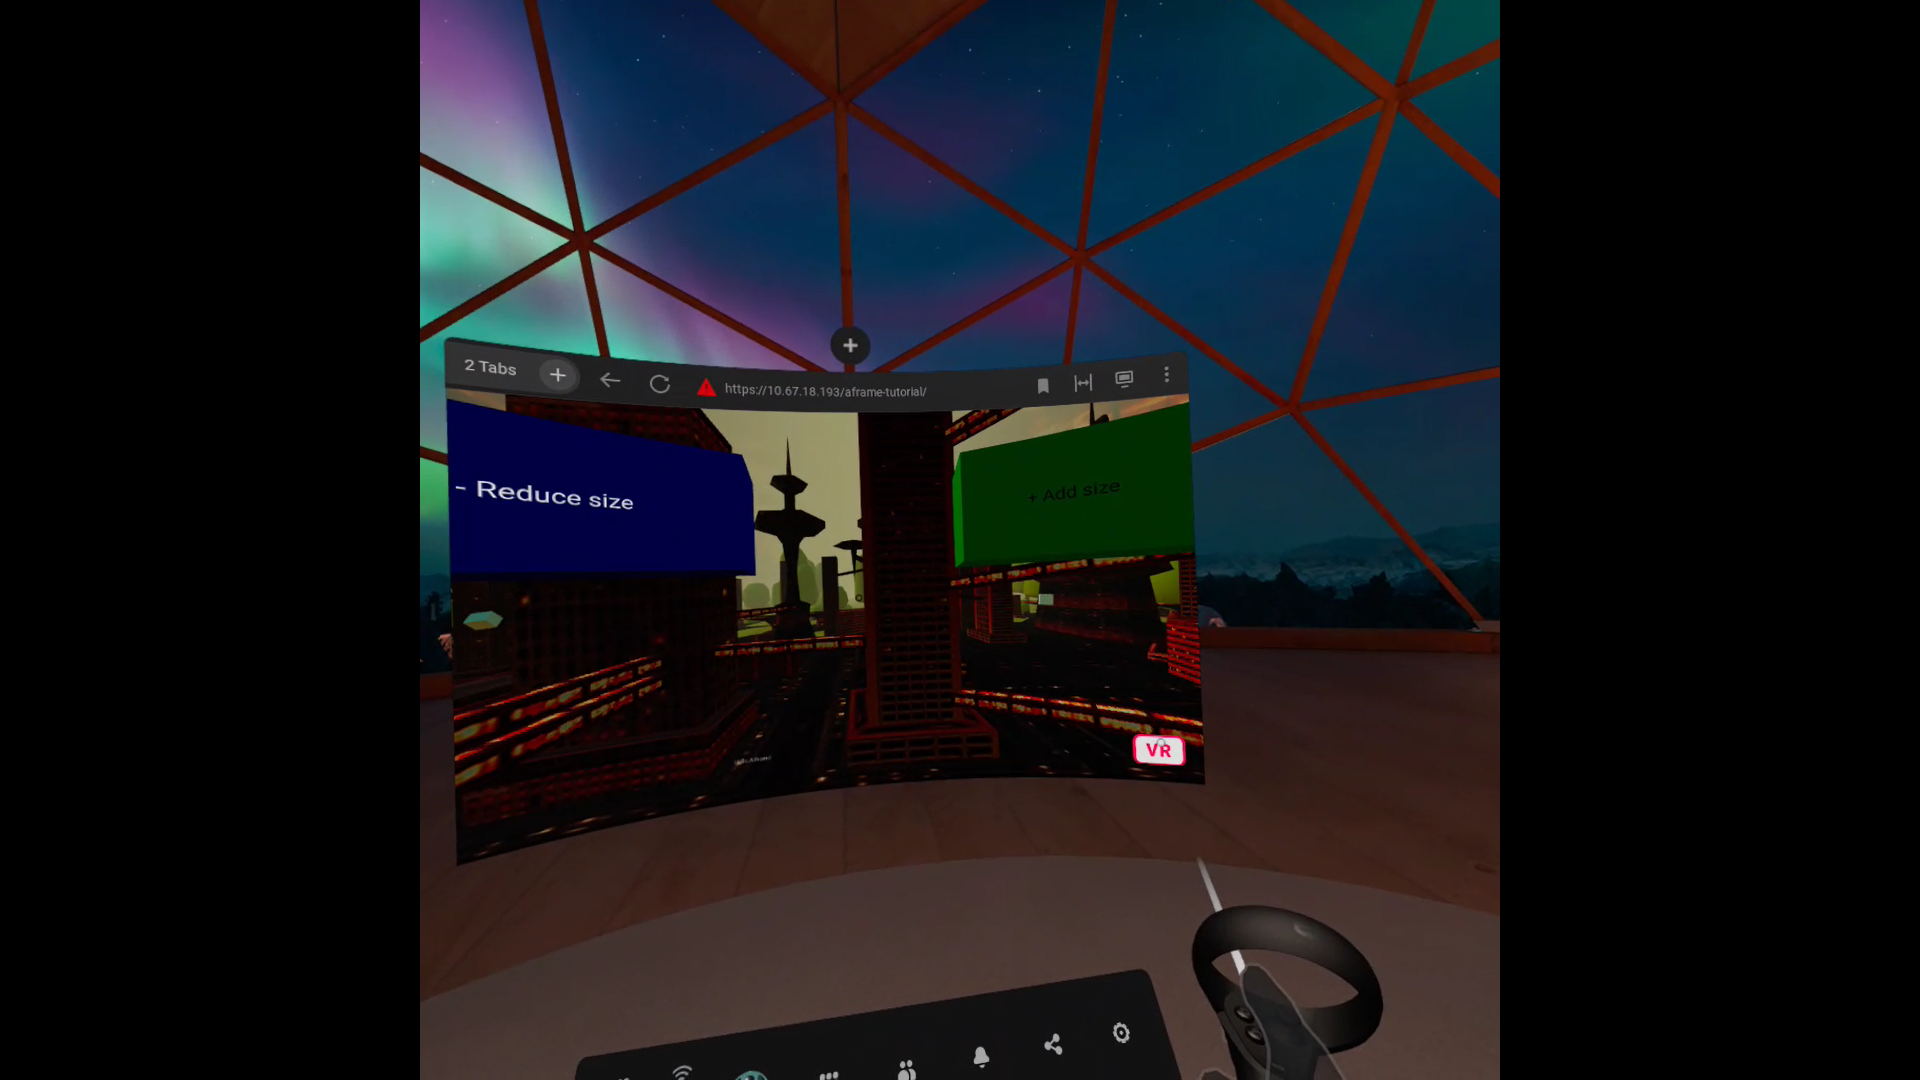 2 Tabs
https://10.67.18.193/aframe-tutorial/
- Reduce size
+ Add size
VR